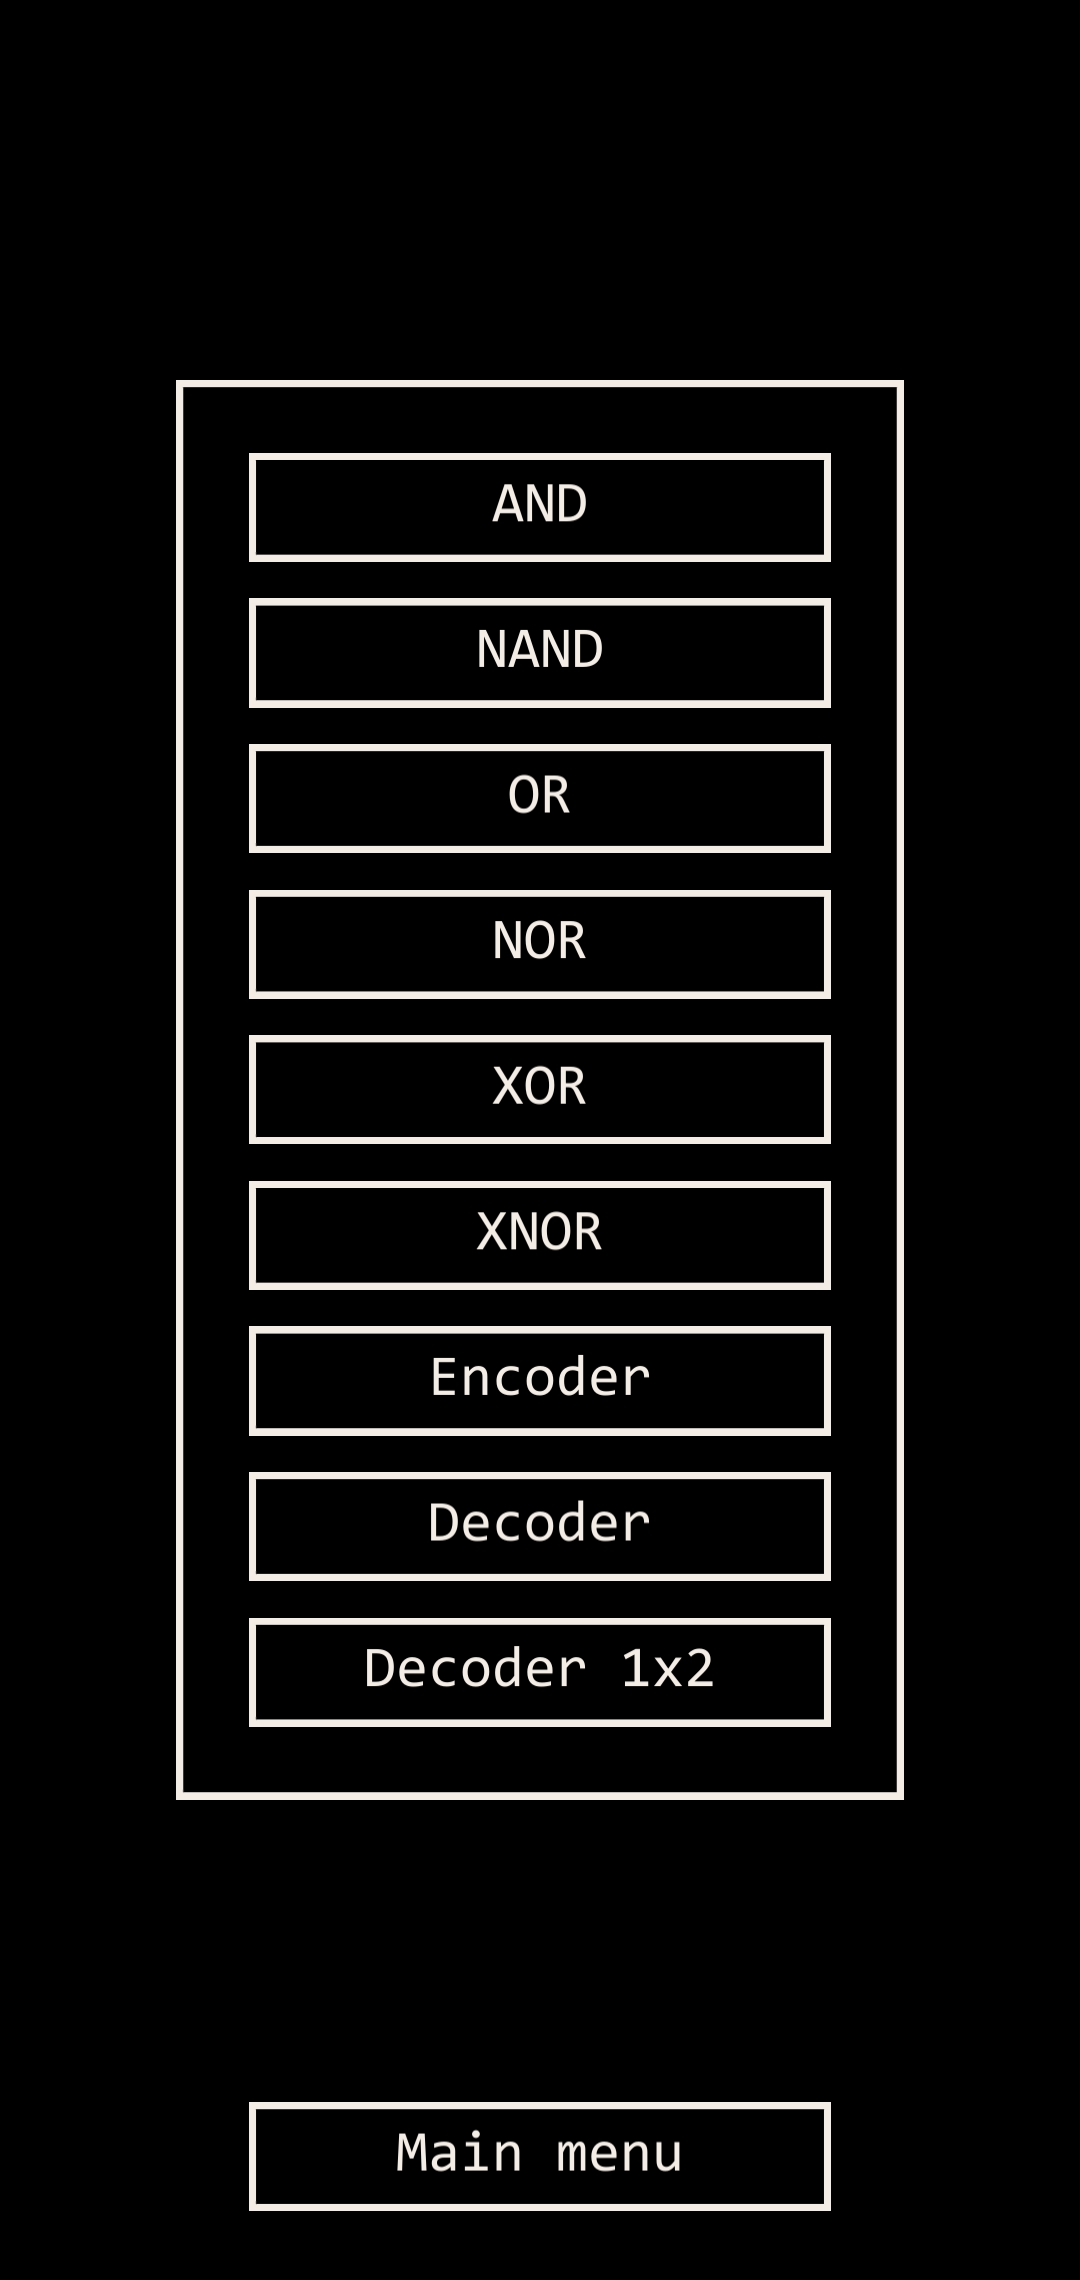 AND
NAND
OR
NOR
XOR
XNOR
Encoder
Decoder
Decoder 1x2
Main menu